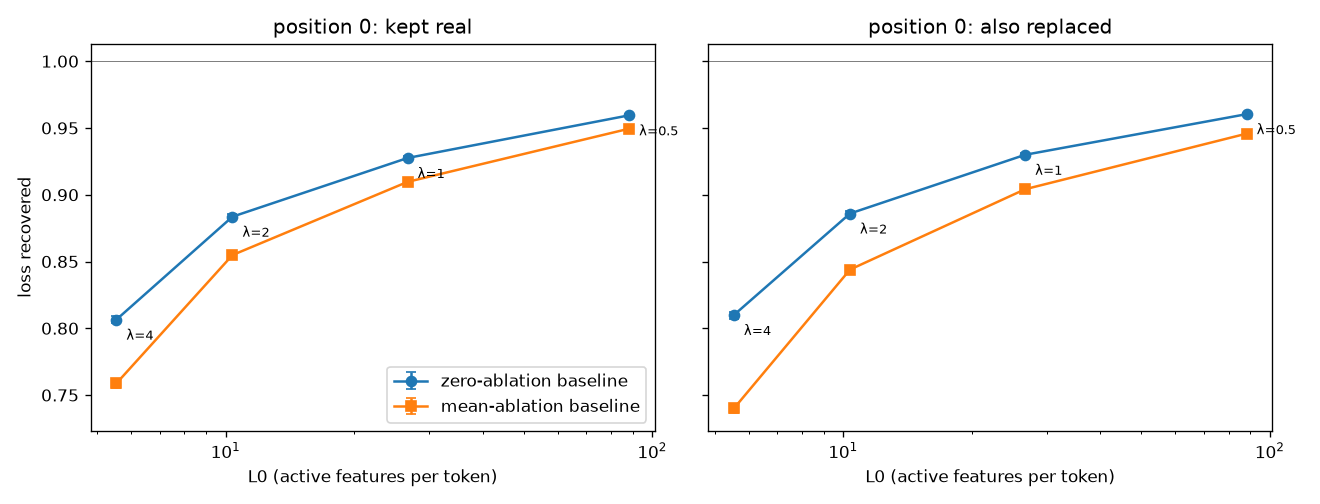 position 0: kept real
position 0: also replaced
loss recovered
1.00
0.95
0.90
0.85
0.80
0.75
λ=0.5
λ=1
λ=2
λ=4
zero-ablation baseline
mean-ablation baseline
10¹
10²
L0 (active features per token)
λ=0.5
λ=1
λ=2
λ=4
10¹
10²
L0 (active features per token)